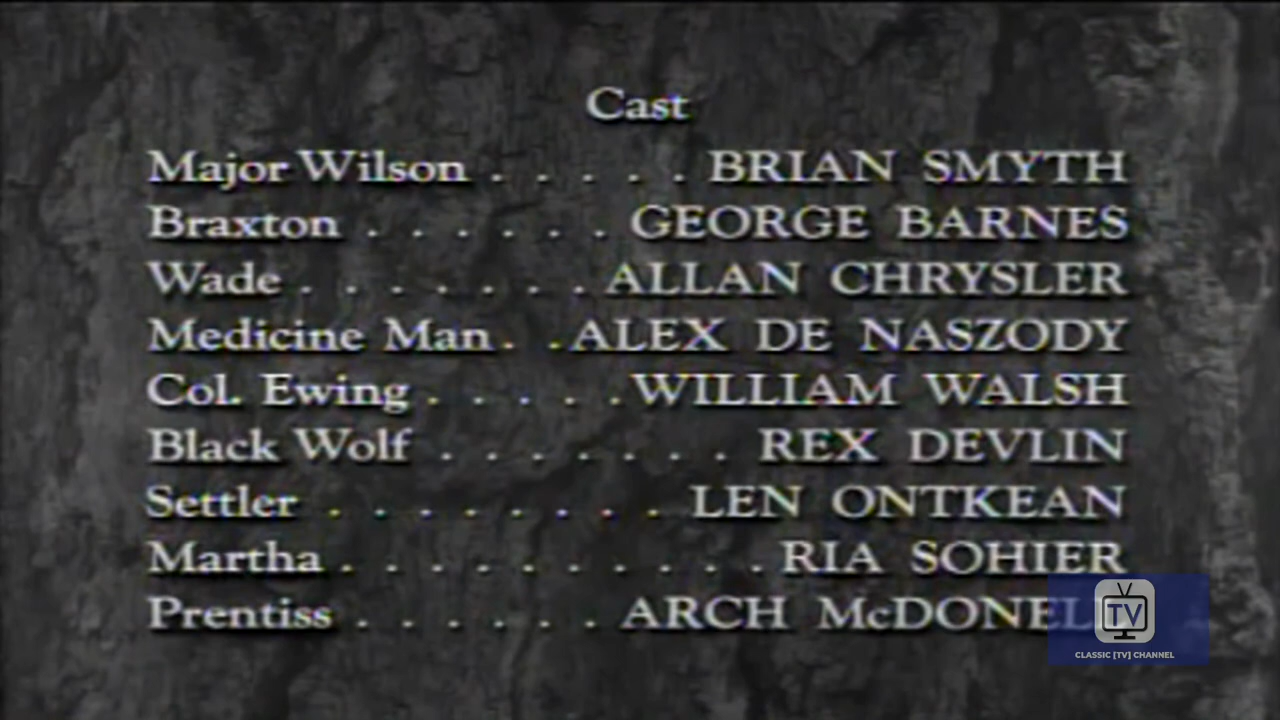 Cast
Major Wilson . . . . . BRIAN SMYTH
Braxton . . . . . . GEORGE BARNES
Wade . . . . . . . ALLAN CHRYSLER
Medicine Man . . ALEX DE NASZODY
Col. Ewing . . . . . WILLIAM WALSH
Black Wolf . . . . . . . REX DEVLIN
Settler . . . . . . . . LEN ONTKEAN
Martha . . . . . . . . . . RIA SOHIER
Prentiss . . . . . . ARCH
TV
CLASSIC [TV] CHANNEL